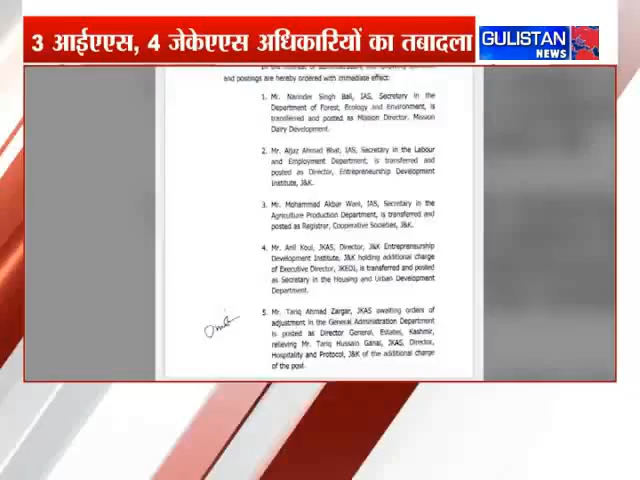 3 आईएएस, 4 जेकेएएस अधिकारियों का तबादला
GULISTAN
NEWS
and postings are hereby ordered with immediate effect:
1. Mr. Narinder Singh Bali, IAS, Secretary in the
Department of Forest, Ecology and Environment, is
transferred and posted as Mission Director, Mission
Dairy Development.
2. Mr. Aijaz Ahmad Bhat, IAS, Secretary in the Labour
and Employment Department, is transferred and
posted as Director, Entrepreneurship Development
Institute, J&K.
3. Mr. Mohammad Akbar Wani, IAS, Secretary in the
Agriculture Production Department, is transferred and
posted as Registrar, Cooperative Societies, J&K.
4. Mr. Anil Koul, JKAS, Director, J&K Entrepreneurship
Development Institute, J&K holding additional charge
of Executive Director, JKEDI, is transferred and posted
as Secretary in the Housing and Urban Development
Department.
5. Mr. Tariq Ahmad Zargar, JKAS awaiting orders of
adjustment in the General Administration Department
is posted as Director General, Estates, Kashmir,
relieving Mr. Tariq Hussain Ganai, JKAS, Director,
Hospitality and Protocol, J&K of the additional charge
of the post.